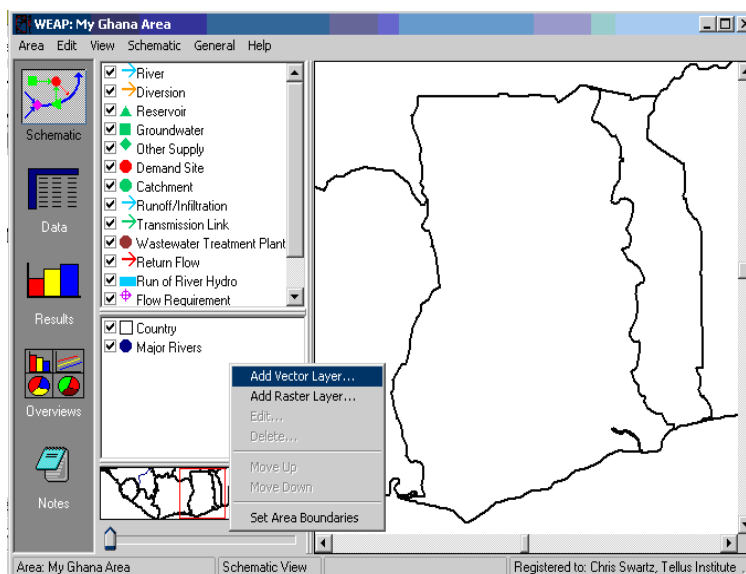 WEAP: My Ghana Area
Area Edit View Schematic General Help
Schematic
Data
Results
Overviews
Notes
River
Diversion
Reservoir
Groundwater
Other Supply
Demand Site
Catchment
Runoff/Infiltration
Transmission Link
Wastewater Treatment Plant
Return Flow
Run of River Hydro
Flow Requirement
Country
Major Rivers
Add Vector Layer...
Add Raster Layer...
Edit...
Delete...
Move Up
Move Down
Set Area Boundaries
Area: My Ghana Area Schematic View Registered to: Chris Swartz, Tellus Institute ,